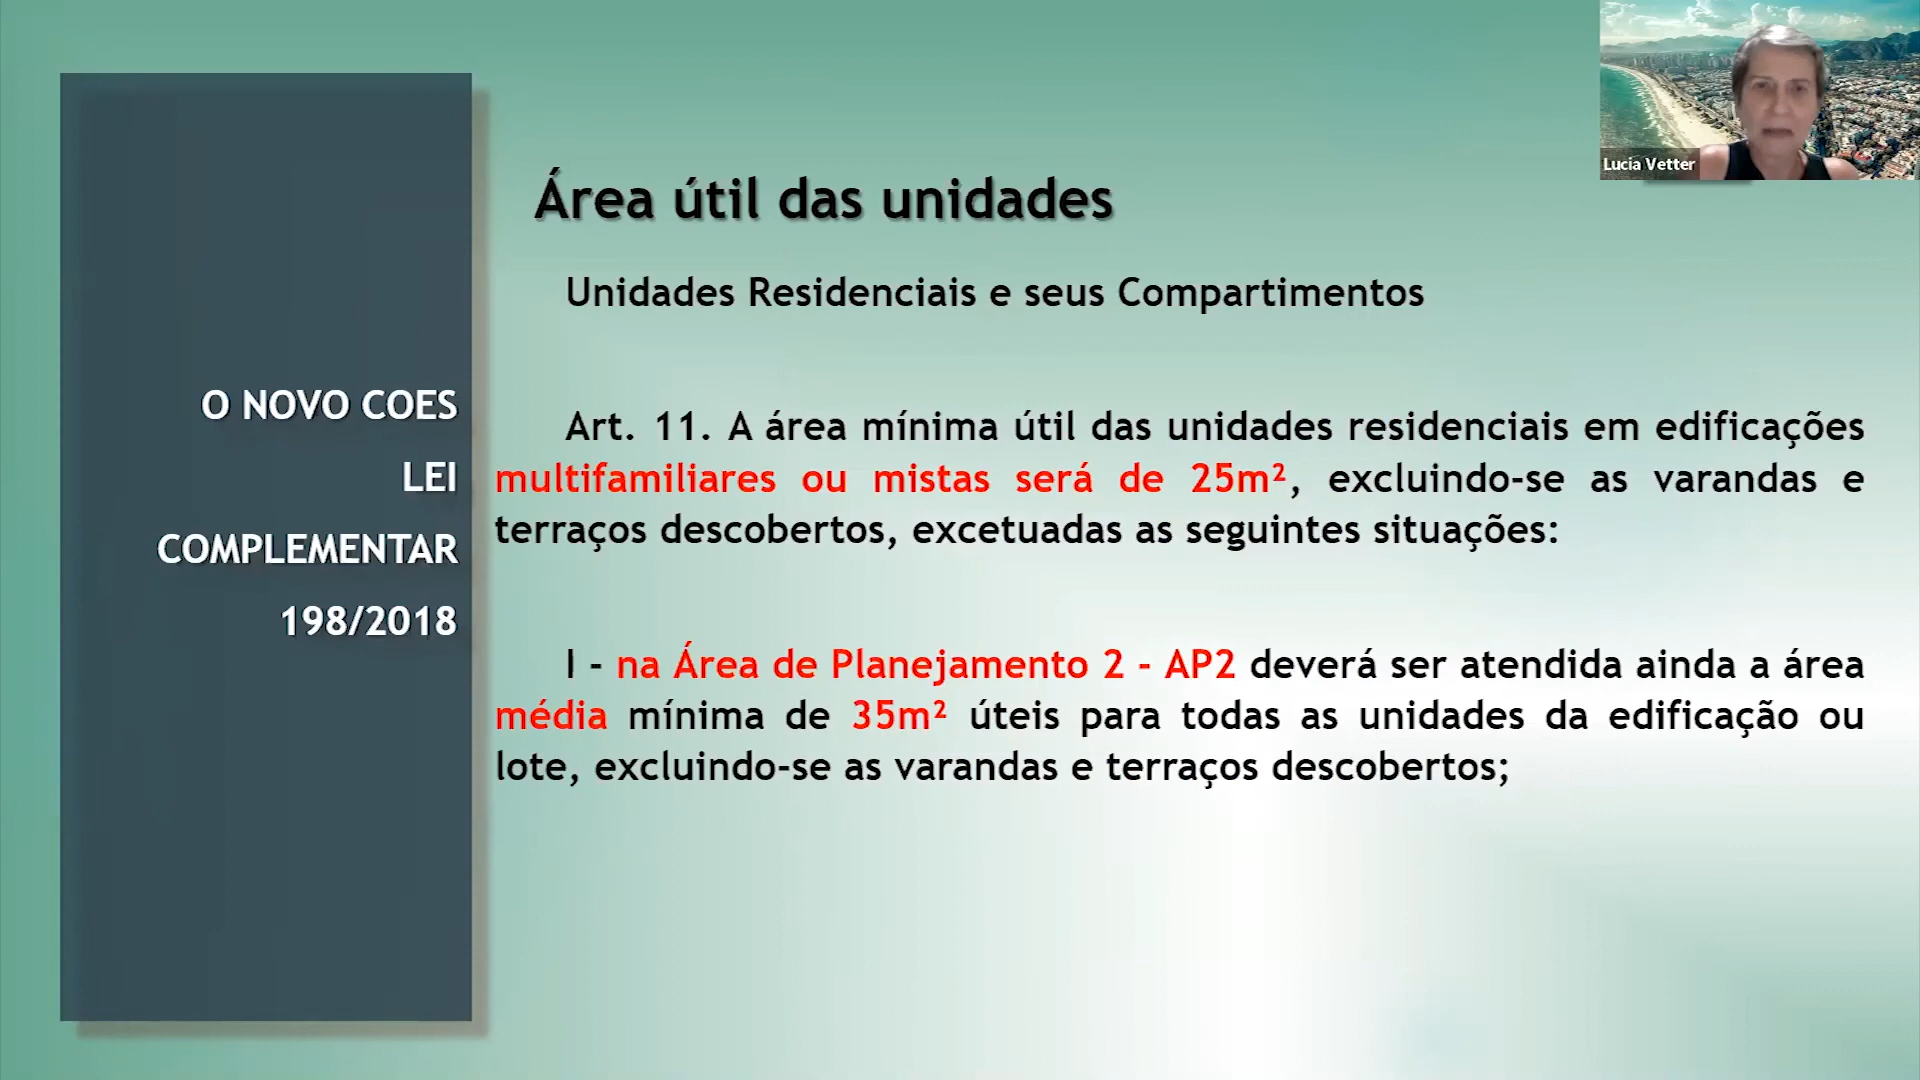 Lucia Vetter
O NOVO COES
LEI
COMPLEMENTAR
198/2018
Área útil das unidades
Unidades Residenciais e seus Compartimentos
Art. 11. A área mínima útil das unidades residenciais em edificações
multifamiliares ou mistas será de 25m², excluindo-se as varandas e
terraços descobertos, excetuadas as seguintes situações:
I - na Área de Planejamento 2 - AP2 deverá ser atendida ainda a área
média mínima de 35m² úteis para todas as unidades da edificação ou
lote, excluindo-se as varandas e terraços descobertos;